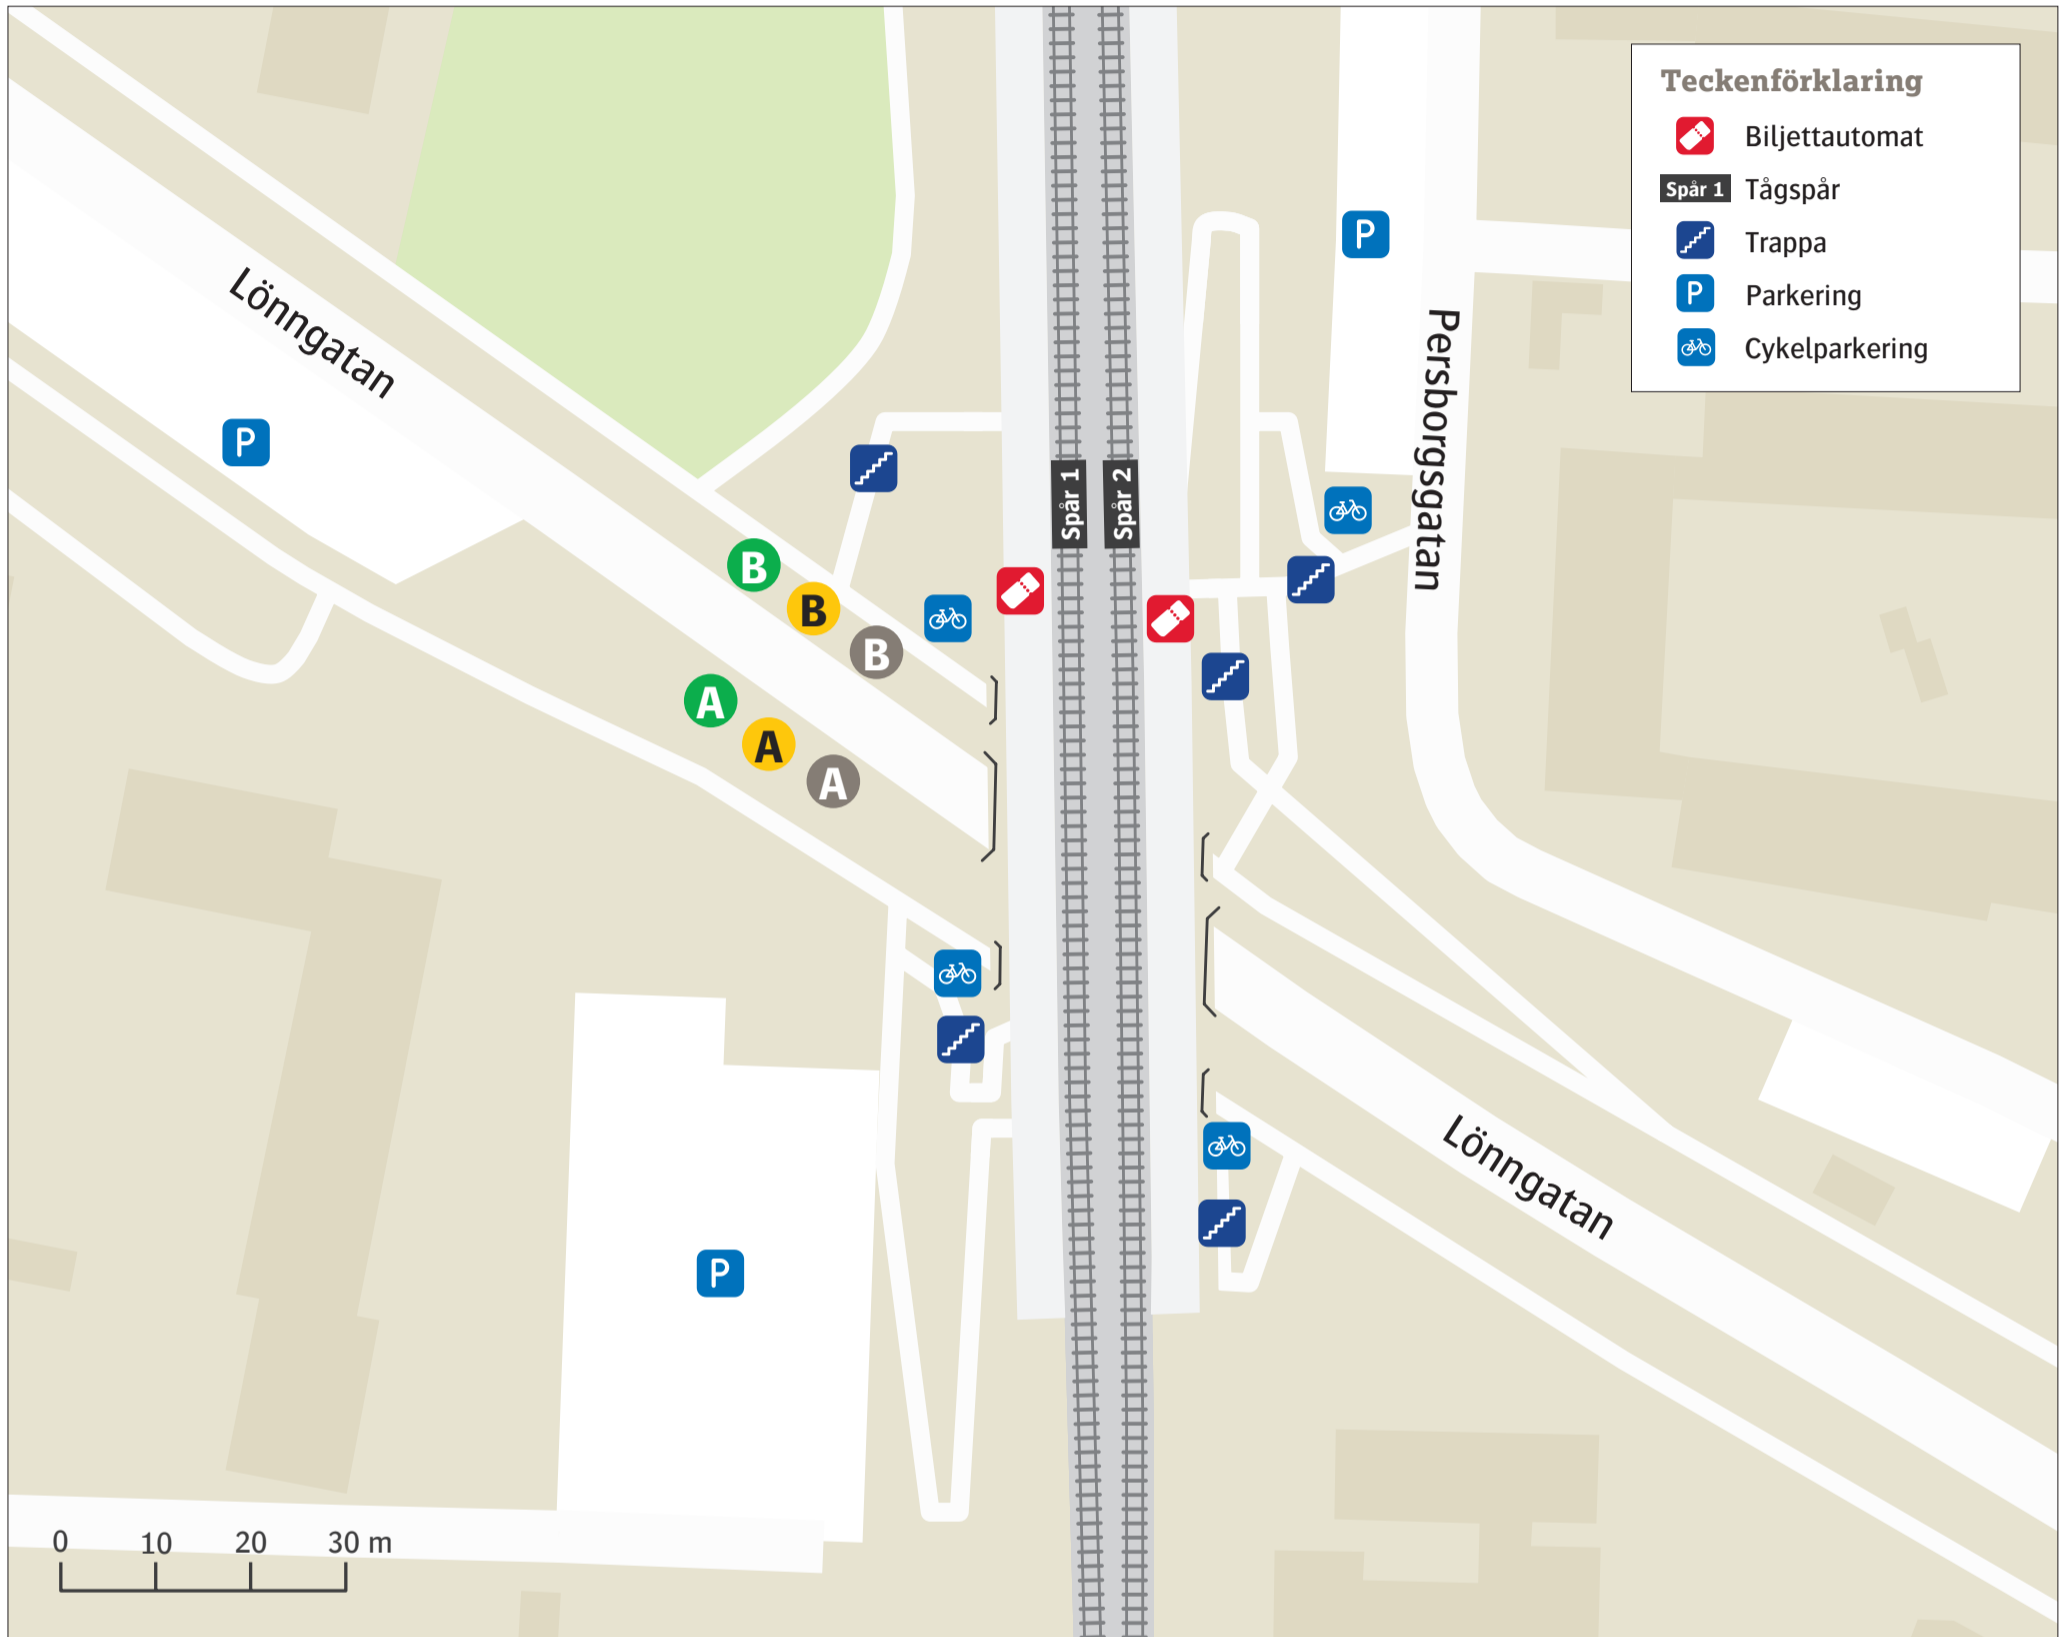 Teckenförklaring
Biljettautomat
Spår 1 Tågspår
Trappa
P Parkering
Cykelparkering
P
Lönngatan
Persborgsgatan
P
Spår 1
Spår 2
B
B
B
A
A
A
Lönngatan
P
0 10 20 30 m